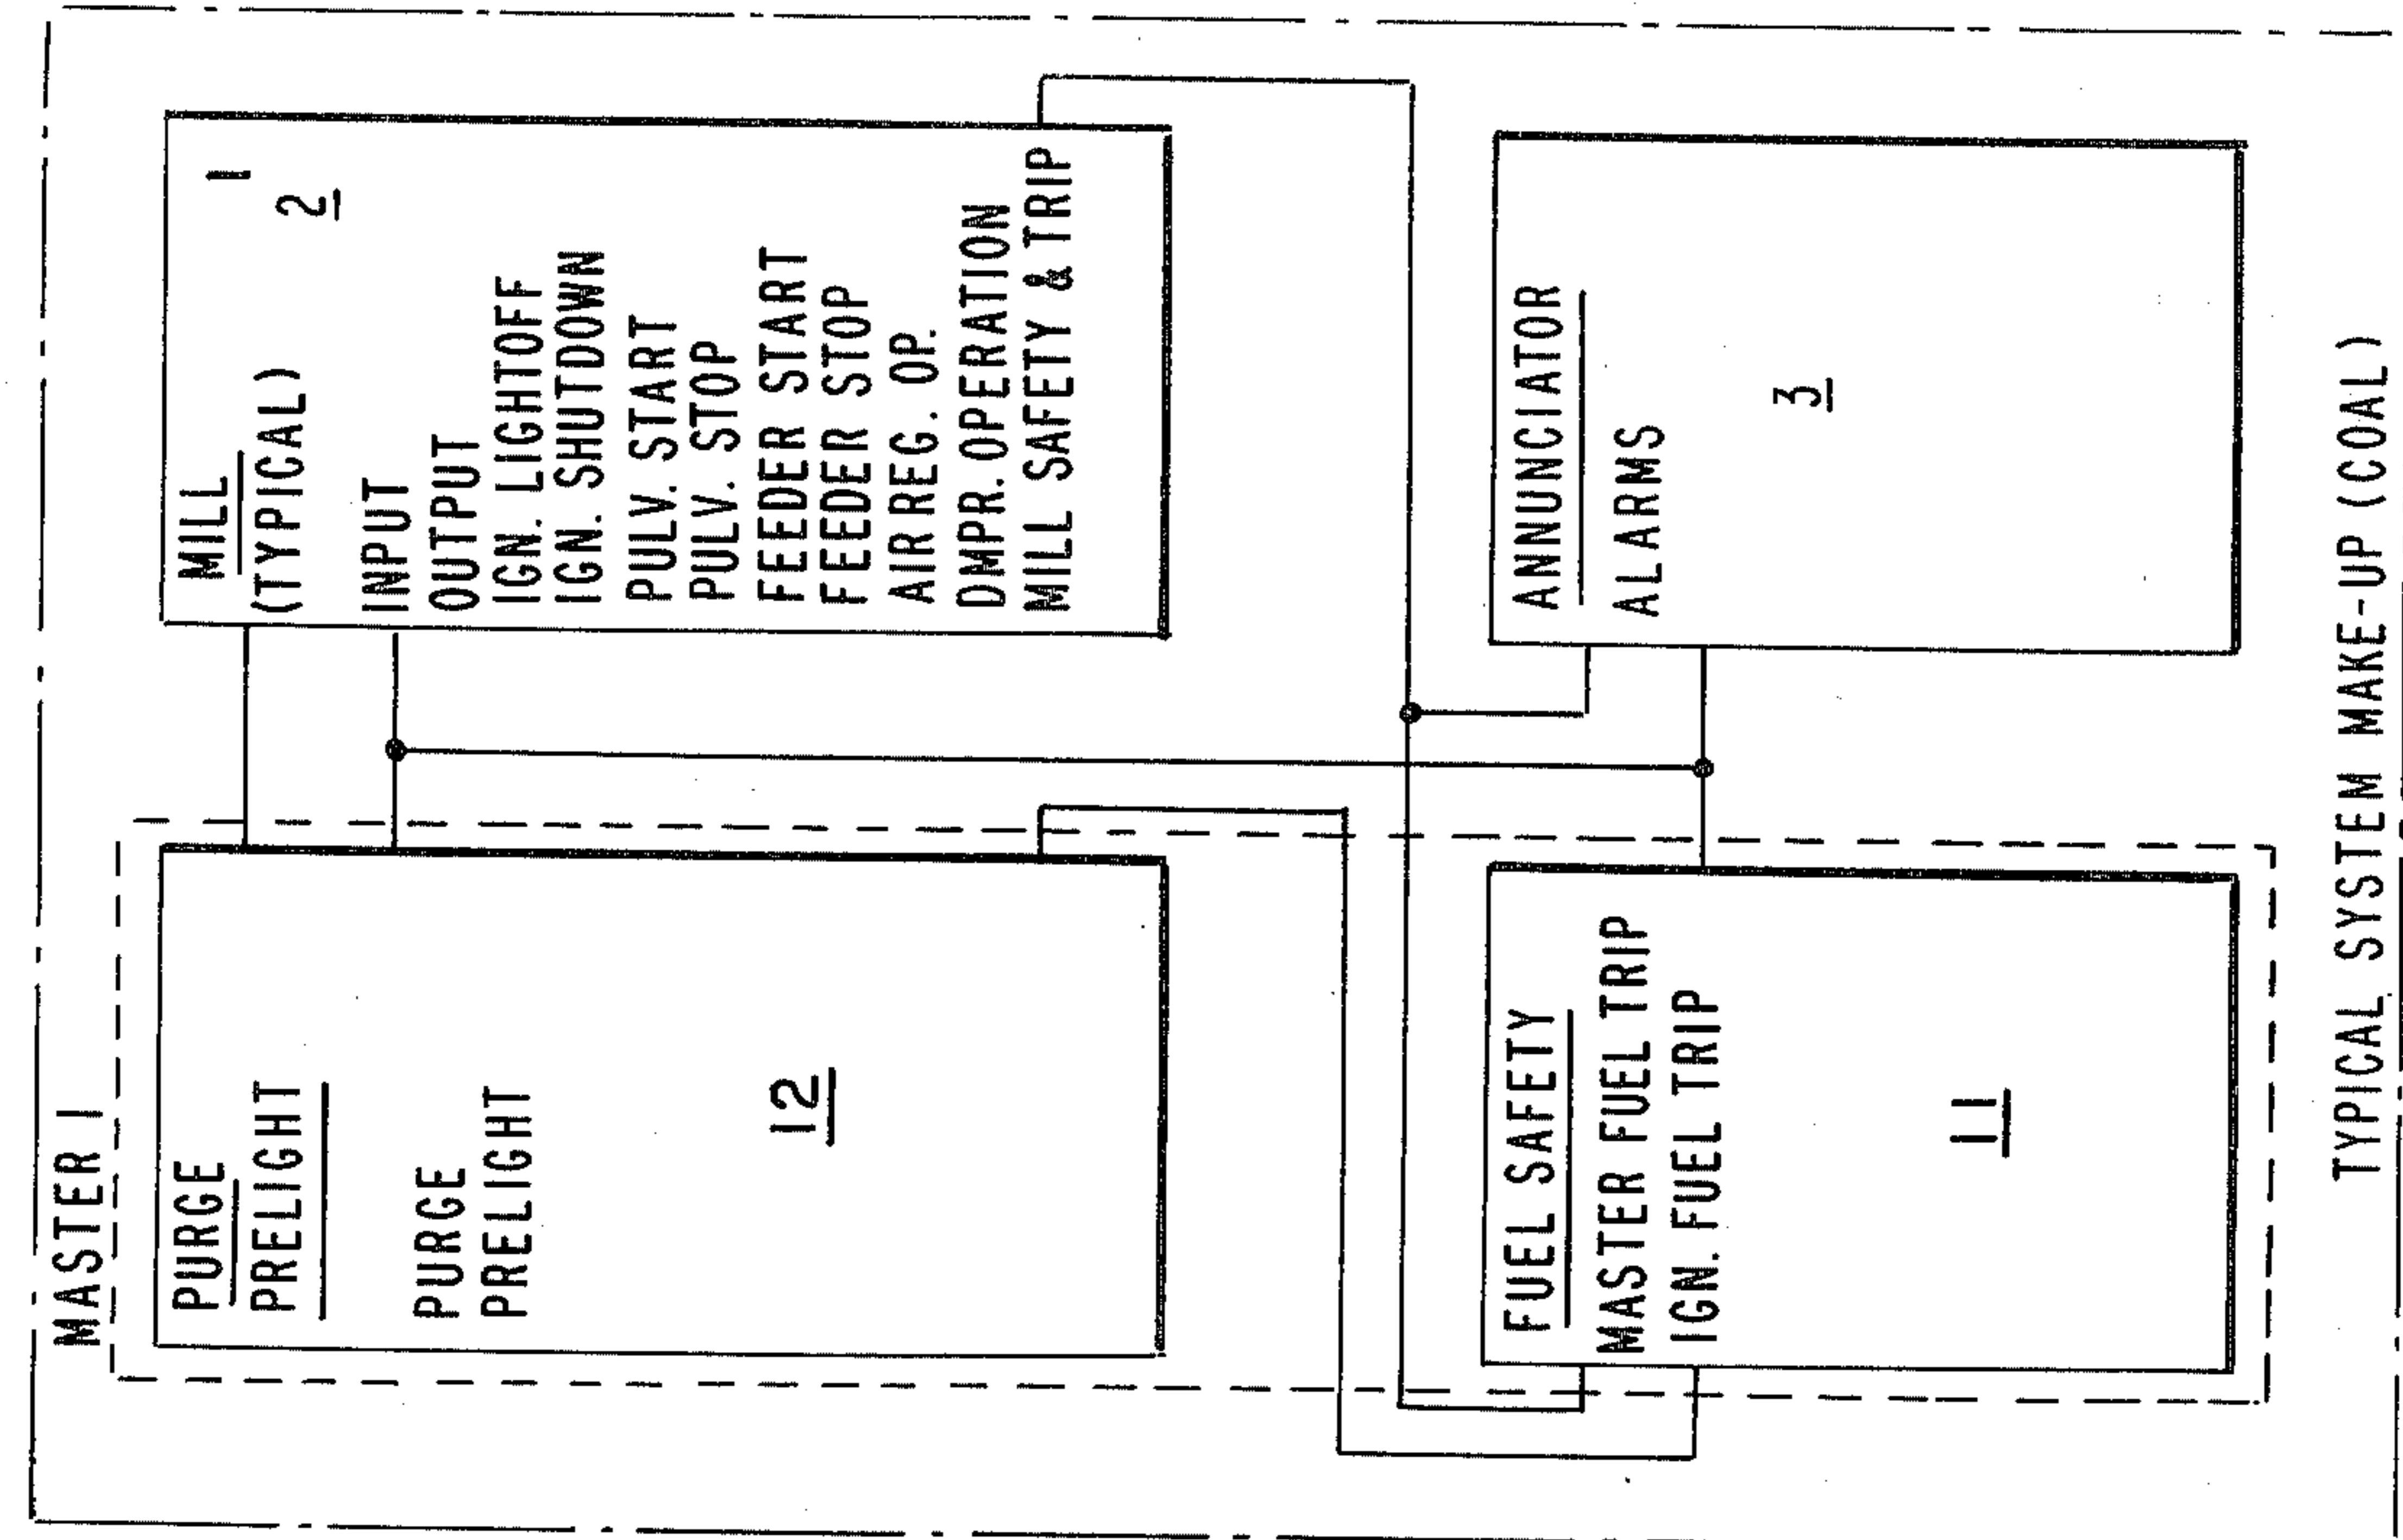 MASTER 1
PURGE
PRELIGHT
PURGE
PRELIGHT
12
MILL 1
(TYPICAL) 2
INPUT
OUTPUT
IGN. LIGHTOFF
IGN. SHUTDOWN
PULV. START
PULV. STOP
FEEDER START
FEEDER STOP
AIR REG. OP.
DMPR. OPERATION
MILL SAFETY & TRIP
FUEL SAFETY
MASTER FUEL TRIP
IGN. FUEL TRIP
11
ANNUNCIATOR
ALARMS
3
TYPICAL SYSTEM MAKE-UP (COAL)